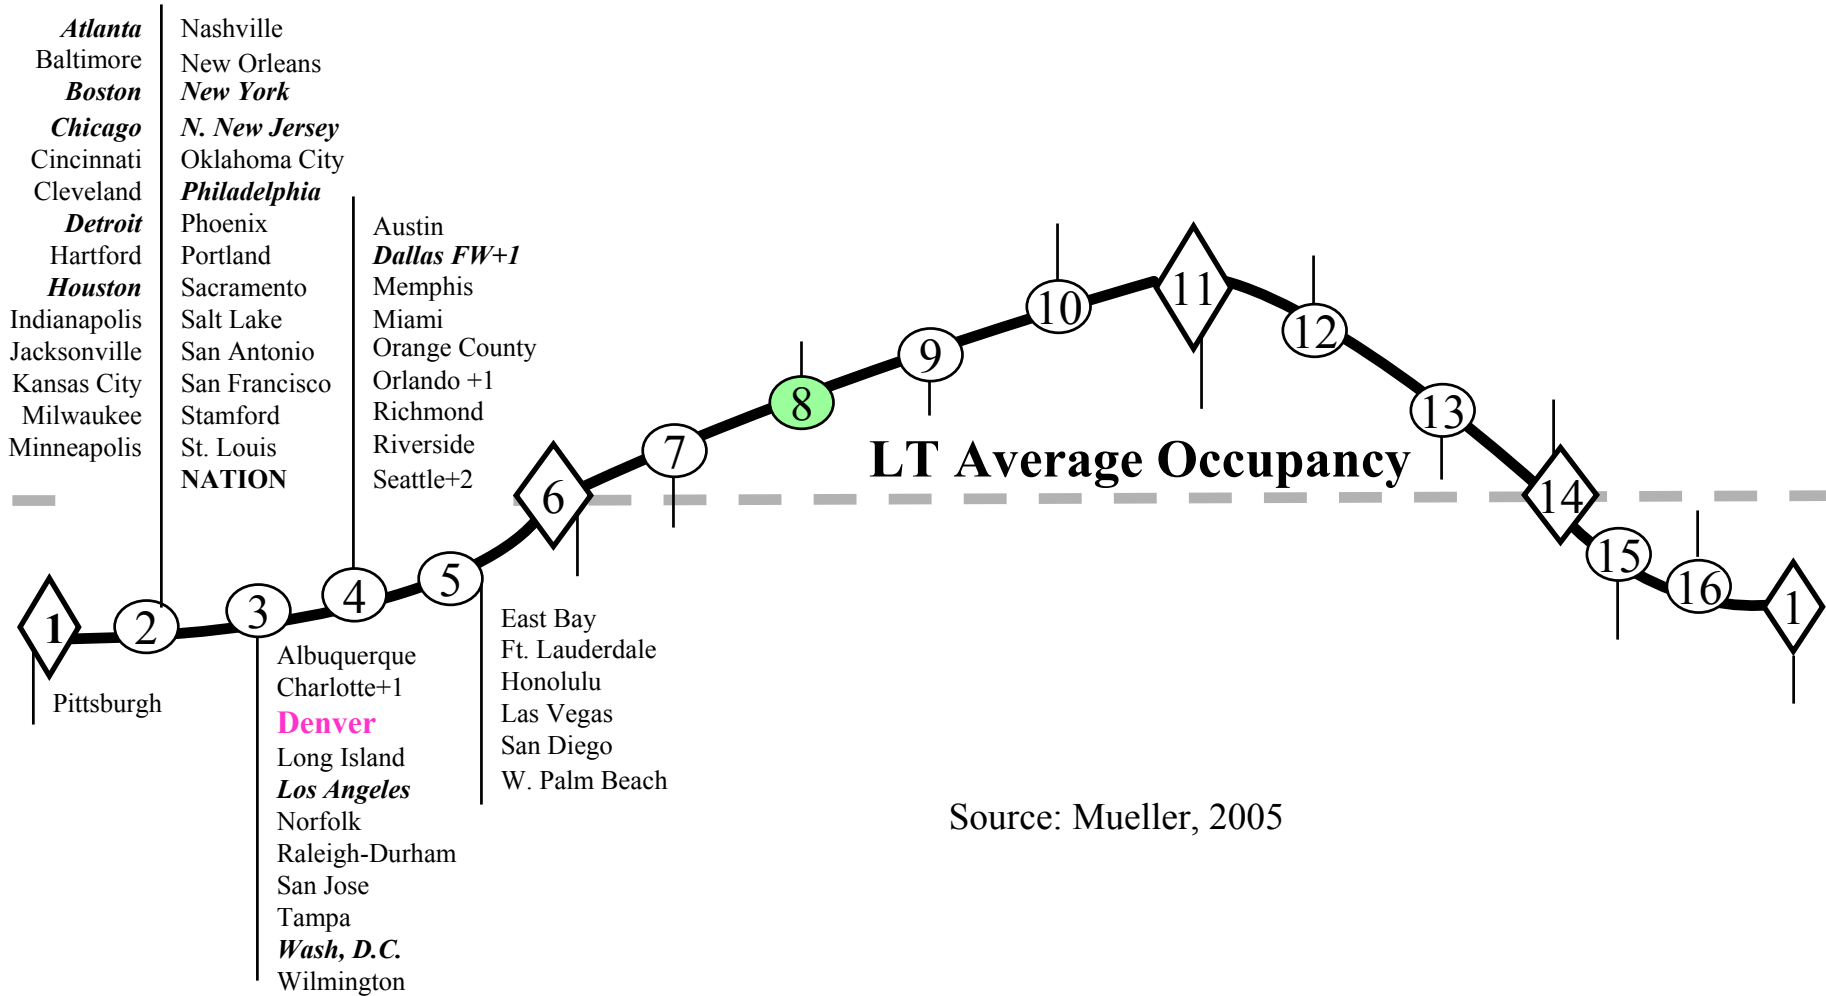 Atlanta
Baltimore
Boston
Chicago
Cincinnati
Cleveland
Detroit
Hartford
Houston
Indianapolis
Jacksonville
Kansas City
Milwaukee
Minneapolis
Nashville
New Orleans
New York
N. New Jersey
Oklahoma City
Philadelphia
Phoenix
Portland
Sacramento
Salt Lake
San Antonio
San Francisco
Stamford
St. Louis
NATION
Austin
Dallas FW+1
Memphis
Miami
Orange County
Orlando +1
Richmond
Riverside
Seattle+2
1
2
3
4
5
6
7
8
9
10
11
12
13
14
15
16
1
LT Average Occupancy
Pittsburgh
Albuquerque
Charlotte+1
Denver
Long Island
Los Angeles
Norfolk
Raleigh-Durham
San Jose
Tampa
Wash, D.C.
Wilmington
East Bay
Ft. Lauderdale
Honolulu
Las Vegas
San Diego
W. Palm Beach
Source: Mueller, 2005